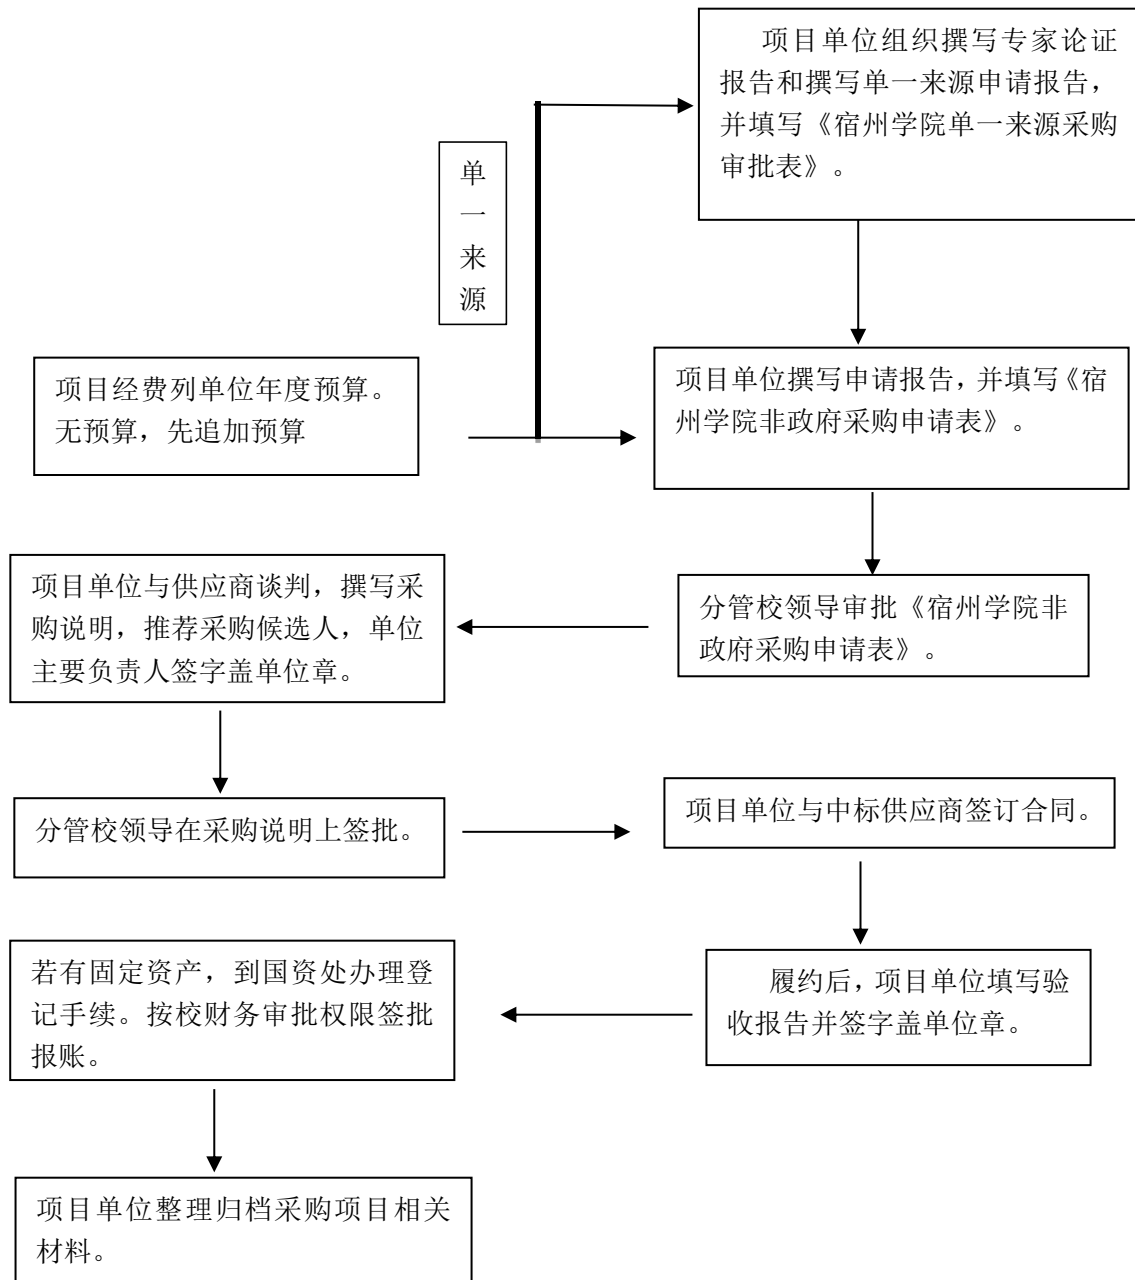 项目单位组织撰写专家论证
报告和撰写单一来源申请报告，
并填写《宿州学院单一来源采购
审批表》。
单
一
来
源
项目经费列单位年度预算。
无预算，先追加预算
项目单位撰写申请报告，并填写《宿
州学院非政府采购申请表》。
分管校领导审批《宿州学院非
政府采购申请表》。
项目单位与供应商谈判，撰写采
购说明，推荐采购候选人，单位
主要负责人签字盖单位章。
分管校领导在采购说明上签批。
项目单位与中标供应商签订合同。
履约后，项目单位填写验
收报告并签字盖单位章。
若有固定资产，到国资处办理登
记手续。按校财务审批权限签批
报账。
项目单位整理归档采购项目相关
材料。